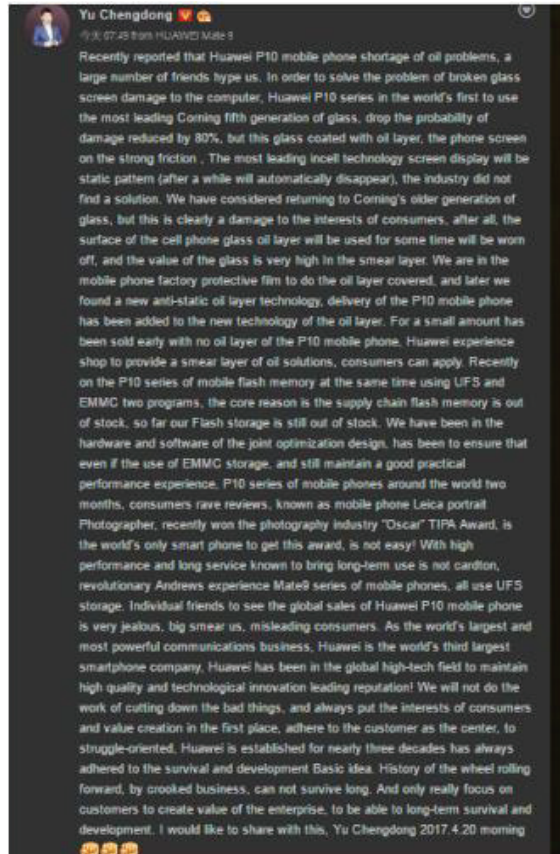 Yu Chengdong
今天 07:49 from HUAWEI Mate 9
Recently reported that Huawei P10 mobile phone shortage of oil problems, a
large number of friends hype us. In order to solve the problem of broken glass
screen damage to the computer, Huawei P10 series in the world's first to use
the most leading Corning fifth generation of glass, drop the probability of
damage reduced by 80%, but this glass coated with oil layer, the phone screen
on the strong friction , The most leading incell technology screen display will be
static pattern (after a while will automatically disappear), the industry did not
find a solution. We have considered returning to Corning's older generation of
glass, but this is clearly a damage to the interests of consumers, after all, the
surface of the cell phone glass oil layer will be used for some time will be worn
off, and the value of the glass is very high In the smear layer. We are in the
mobile phone factory protective film to do the oil layer covered, and later we
found a new anti-static oil layer technology, delivery of the P10 mobile phone
has been added to the new technology of the oil layer. For a small amount has
been sold early with no oil layer of the P10 mobile phone, Huawei experience
shop to provide a smear layer of oil solutions, consumers can apply. Recently
on the P10 series of mobile flash memory at the same time using UFS and
EMMC two programs, the core reason is the supply chain flash memory is out
of stock, so far our Flash storage is still out of stock. We have been in the
hardware and software of the joint optimization design, has been to ensure that
even if the use of EMMC storage, and still maintain a good practical
performance experience. P10 series of mobile phones around the world two
months, consumers rave reviews, known as mobile phone Leica portrait
Photographer, recently won the photography industry "Oscar" TIPA Award, is
the world's only smart phone to get this award, is not easy! With high
performance and long service known to bring long-term use is not cardton,
revolutionary Andrews experience Mate9 series of mobile phones, all use UFS
storage. Individual friends to see the global sales of Huawei P10 mobile phone
is very jealous, big smear us, misleading consumers. As the world's largest and
most powerful communications business, Huawei is the world's third largest
smartphone company, Huawei has been in the global high-tech field to maintain
high quality and technological innovation leading reputation! We will not do the
work of cutting down the bad things, and always put the interests of consumers
and value creation in the first place, adhere to the customer as the center, to
struggle-oriented, Huawei is established for nearly three decades has always
adhered to the survival and development Basic idea. History of the wheel rolling
forward, by crooked business, can not survive long. And only really focus on
customers to create value of the enterprise, to be able to long-term survival and
development. I would like to share with this, Yu Chengdong 2017.4.20 morning